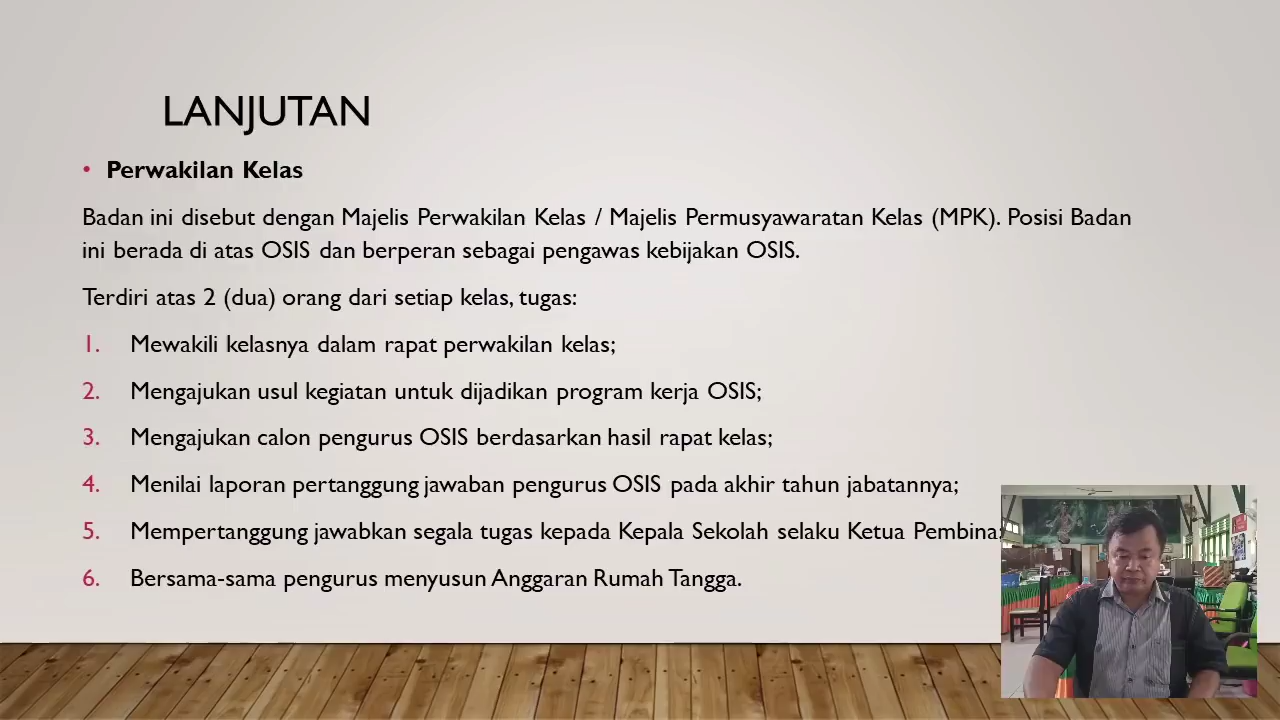 LANJUTAN
• Perwakilan Kelas
Badan ini disebut dengan Majelis Perwakilan Kelas / Majelis Permusyawaratan Kelas (MPK). Posisi Badan
ini berada di atas OSIS dan berperan sebagai pengawas kebijakan OSIS.
Terdiri atas 2 (dua) orang dari setiap kelas, tugas:
1. Mewakili kelasnya dalam rapat perwakilan kelas;
2. Mengajukan usul kegiatan untuk dijadikan program kerja OSIS;
3. Mengajukan calon pengurus OSIS berdasarkan hasil rapat kelas;
4. Menilai laporan pertanggung jawaban pengurus OSIS pada akhir tahun jabatannya;
5. Mempertanggung jawabkan segala tugas kepada Kepala Sekolah selaku Ketua Pembina;
6. Bersama-sama pengurus menyusun Anggaran Rumah Tangga.